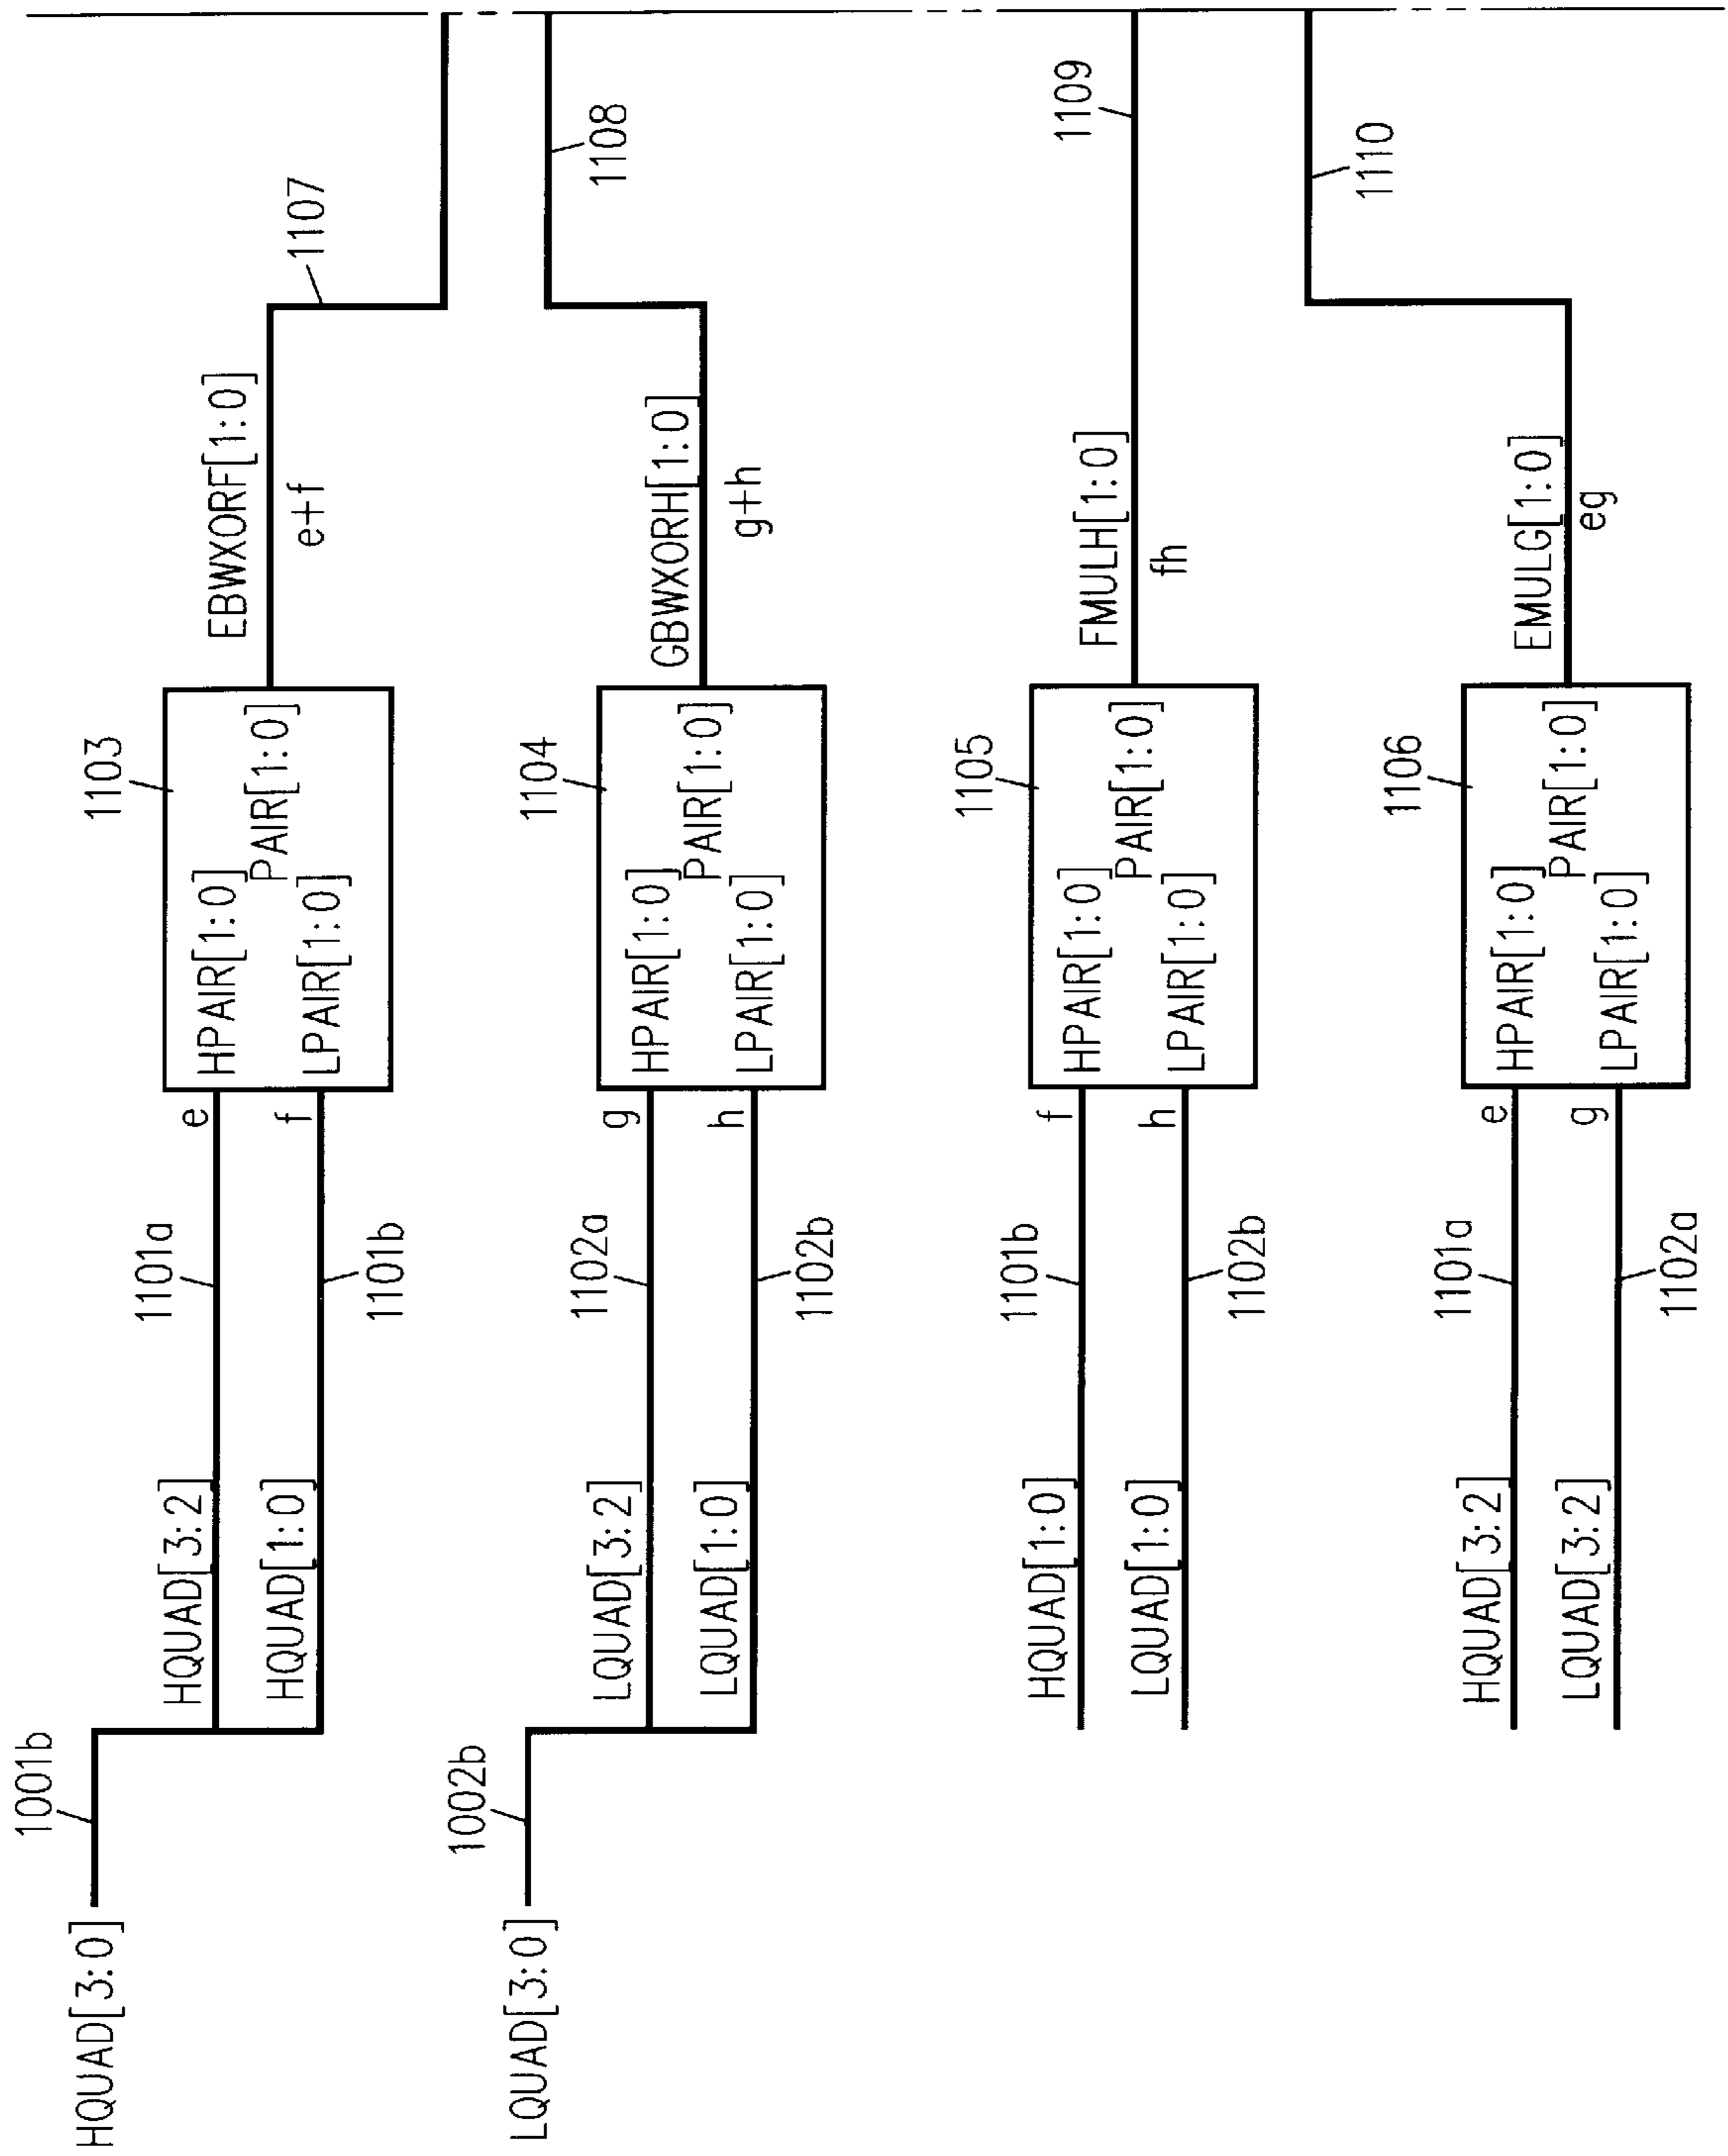 HQUAD[3:0]
1001b
HQUAD[3:2]
1101a
e
HQUAD[1:0]
1101b
f
1103
HPAIR[1:0]
PAIR[1:0]
LPAIR[1:0]
EBWXORF[1:0]
e+f
1107
LQUAD[3:0]
1002b
LQUAD[3:2]
1102a
g
LQUAD[1:0]
1102b
h
1104
HPAIR[1:0]
PAIR[1:0]
LPAIR[1:0]
GBWXORH[1:0]
g+h
1108
HQUAD[1:0]
1101b
f
LQUAD[1:0]
1102b
h
1105
HPAIR[1:0]
PAIR[1:0]
LPAIR[1:0]
FMULH[1:0]
fh
1109
HQUAD[3:2]
1101a
e
LQUAD[3:2]
1102a
g
1106
HPAIR[1:0]
PAIR[1:0]
LPAIR[1:0]
EMULG[1:0]
eg
1110